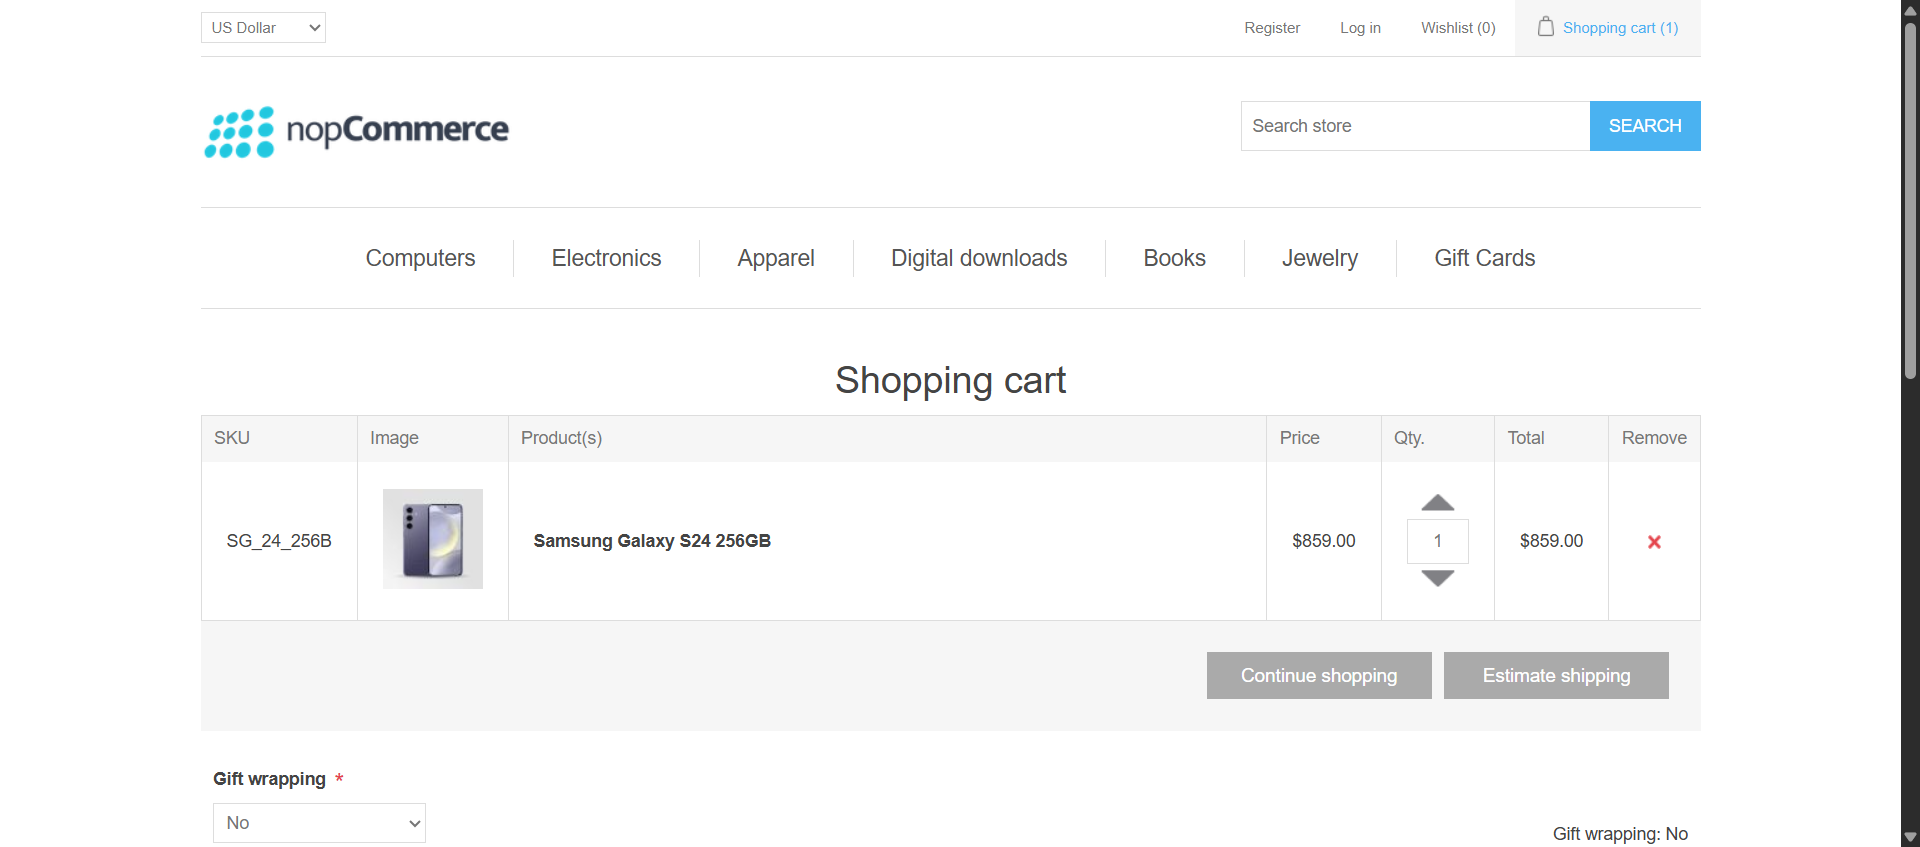 US Dollar
Register
Log in
Wishlist (0)
Shopping cart (1)
nopCommerce
Search store
SEARCH
Computers
Electronics
Apparel
Digital downloads
Books
Jewelry
Gift Cards
Shopping cart
SKU
Image
Product(s)
Price
Qty.
Total
Remove
SG_24_256B
Samsung Galaxy S24 256GB
$859.00
1
$859.00
Continue shopping
Estimate shipping
Gift wrapping *
No
Gift wrapping: No